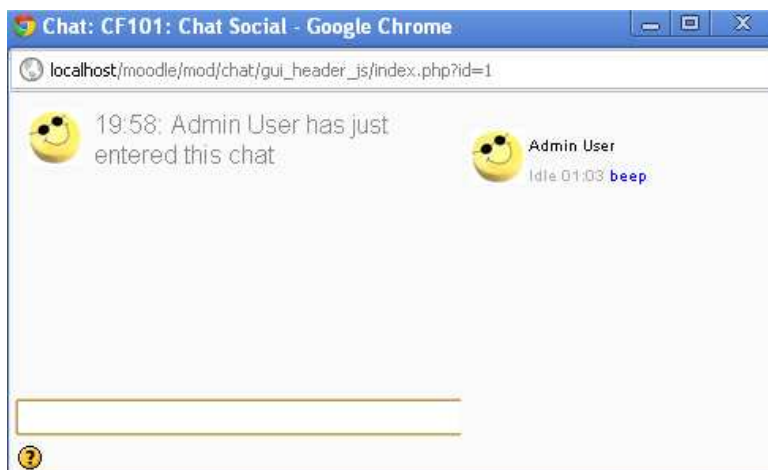 Chat: CF101: Chat Social - Google Chrome
localhost/moodle/mod/chat/gui_header_js/index.php?id=1
19:58: Admin User has just
entered this chat
Admin User
Idle 01:03 beep
?